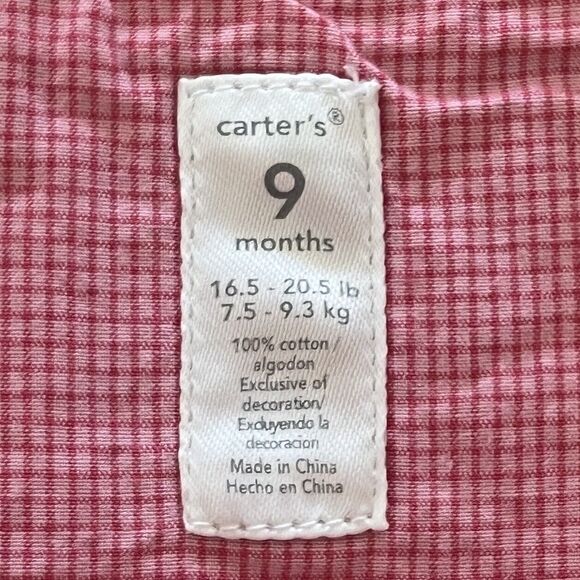 carter's®
9
months
16.5 - 20.5 lb
7.5 - 9.3 kg
100% cotton /
algodon
Exclusive of
decoration/
Excluyendo la
decoracion
Made in China
Hecho en China